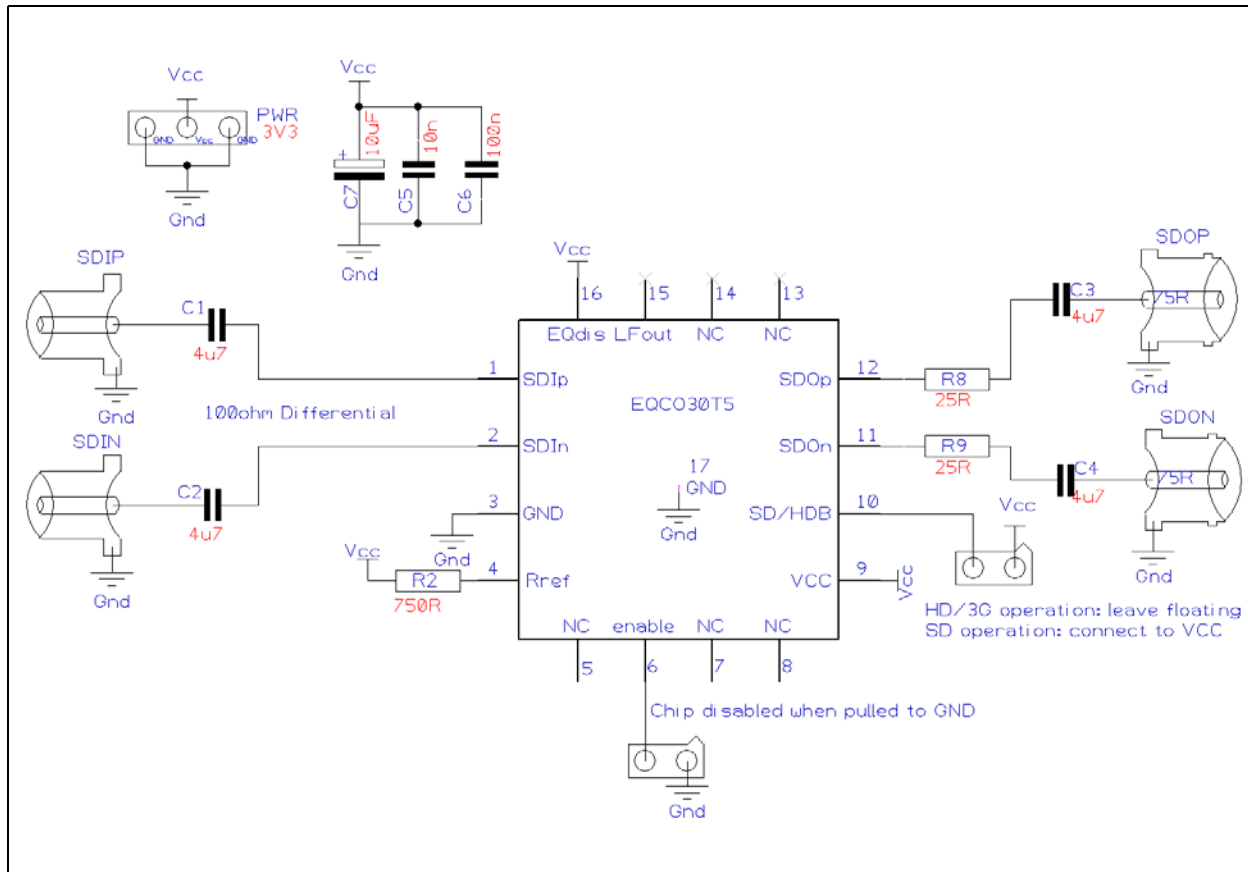 Vcc
PWR
3V3
GND Vcc GND
Gnd
Vcc
10uF
10n
100n
+
C7
C5
C6
Gnd
SDIP
C1
4u7
Gnd
100ohm Differential
SDIN
C2
4u7
Gnd
Vcc
16
15
14
13
EQdis LFout NC NC
1
SDIp
2
SDIn
3
GND
Gnd
Vcc
R2
750R
4
Rref
EQCO30T5
17
GND
Gnd
NC enable NC NC
5
6
7
8
12
SDOp
11
SDOn
10
SD/HDB
9
VCC
Vcc
R8
25R
R9
25R
SDOP
C3
4u7
75R
Gnd
SDON
C4
4u7
75R
Gnd
Vcc
HD/3G operation: leave floating
SD operation: connect to VCC
Chip disabled when pulled to GND
Gnd